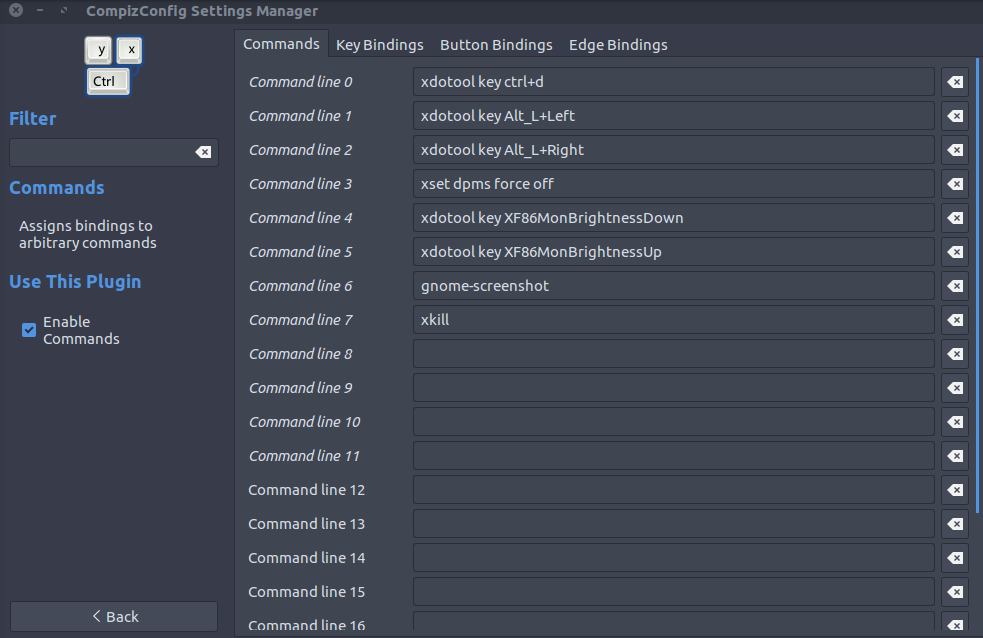 CompizConfig Settings Manager
y x
Ctrl
Filter
Commands
Assigns bindings to
arbitrary commands
Use This Plugin
Enable
Commands
Back
Commands Key Bindings Button Bindings Edge Bindings
Command line 0 xdotool key ctrl+d
Command line 1 xdotool key Alt_L+Left
Command line 2 xdotool key Alt_L+Right
Command line 3 xset dpms force off
Command line 4 xdotool key XF86MonBrightnessDown
Command line 5 xdotool key XF86MonBrightnessUp
Command line 6 gnome-screenshot
Command line 7 xkill
Command line 8
Command line 9
Command line 10
Command line 11
Command line 12
Command line 13
Command line 14
Command line 15
Command line 16